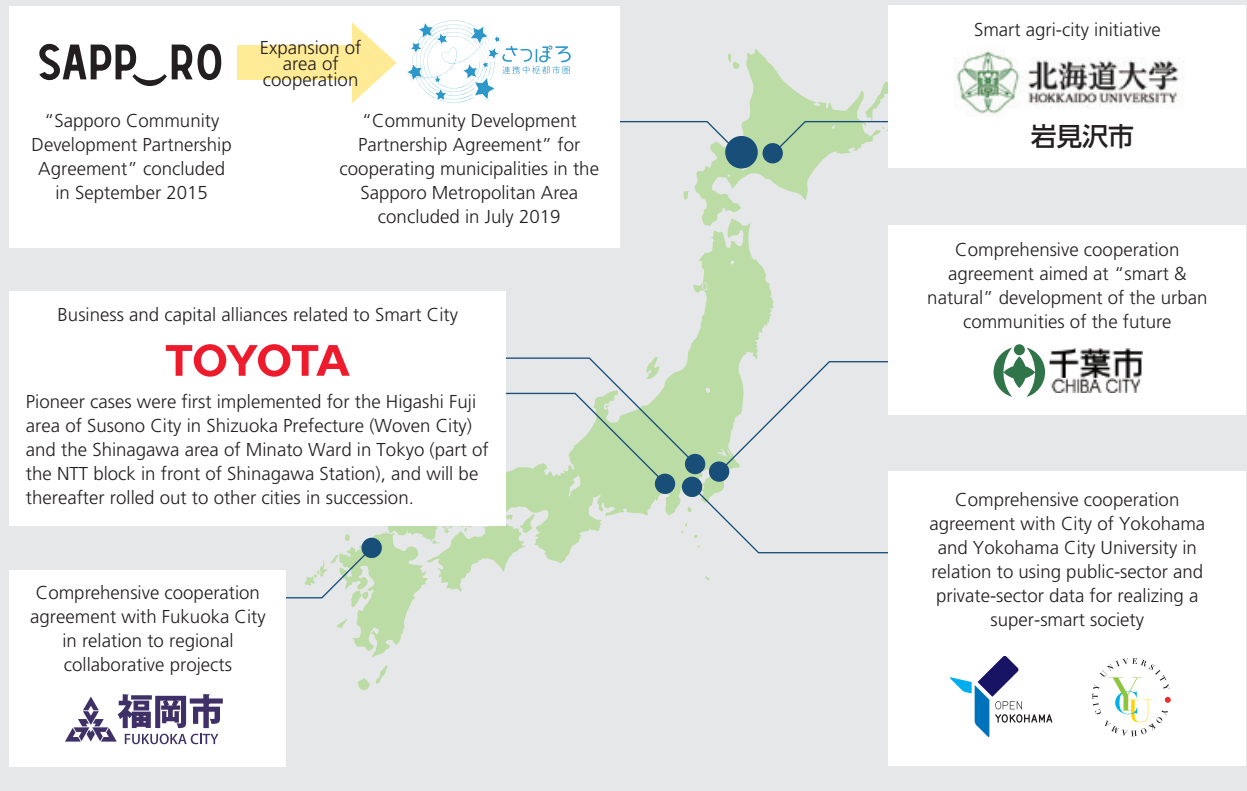 SAPP_RO
Expansion of
area of
cooperation
さっぽろ
連携中枢都市圏
“Sapporo Community
Development Partnership
Agreement” concluded
in September 2015
“Community Development
Partnership Agreement” for
cooperating municipalities in the
Sapporo Metropolitan Area
concluded in July 2019
Smart agri-city initiative
北海道大学
HOKKAIDO UNIVERSITY
岩見沢市
Comprehensive cooperation
agreement aimed at “smart &
natural” development of the urban
communities of the future
千葉市
CHIBA CITY
Business and capital alliances related to Smart City
TOYOTA
Pioneer cases were first implemented for the Higashi Fuji
area of Susono City in Shizuoka Prefecture (Woven City)
and the Shinagawa area of Minato Ward in Tokyo (part of
the NTT block in front of Shinagawa Station), and will be
thereafter rolled out to other cities in succession.
Comprehensive cooperation
agreement with City of Yokohama
and Yokohama City University in
relation to using public-sector and
private-sector data for realizing a
super-smart society
OPEN
YOKOHAMA
YCU
YOKOHAMA CITY UNIVERSITY
Comprehensive cooperation
agreement with Fukuoka City
in relation to regional
collaborative projects
福岡市
FUKUOKA CITY